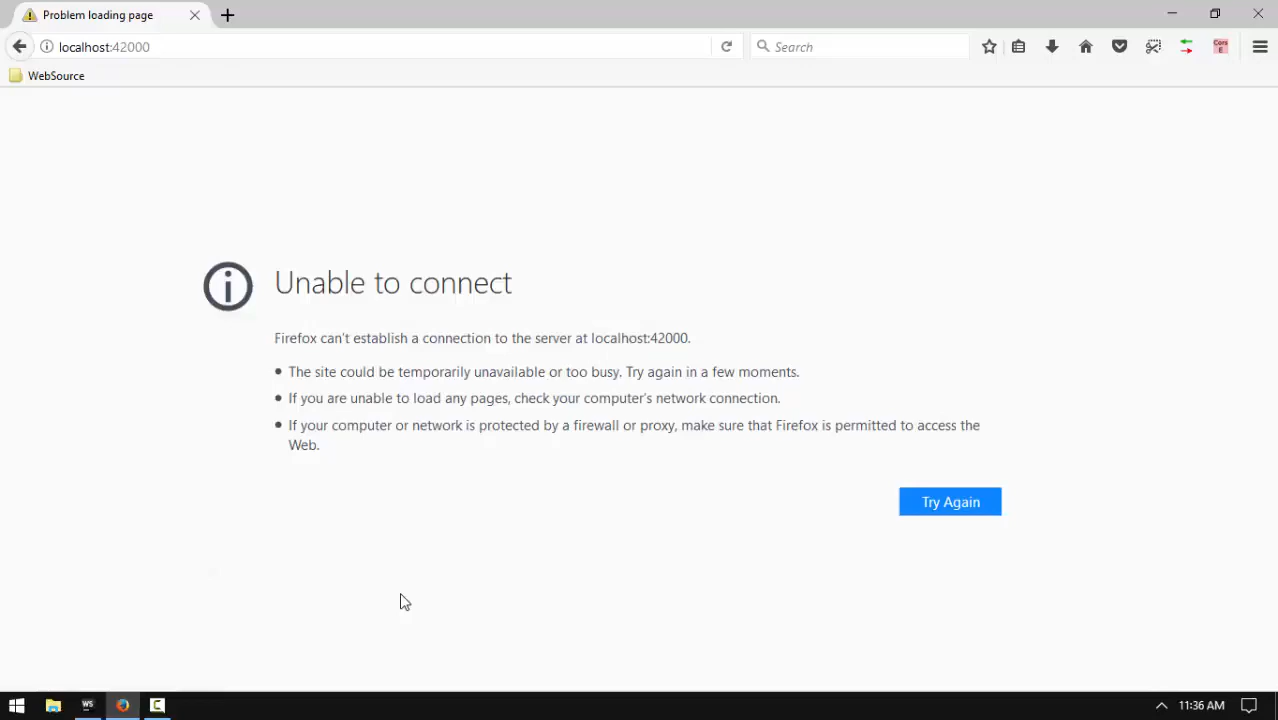 Problem loading page
localhost:42000
Search
Cors
E
WebSource
Unable to connect
Firefox can't establish a connection to the server at localhost:42000.
The site could be temporarily unavailable or too busy. Try again in a few moments.
If you are unable to load any pages, check your computer's network connection.
If your computer or network is protected by a firewall or proxy, make sure that Firefox is permitted to access the
Web.
Try Again
WS
11:36 AM